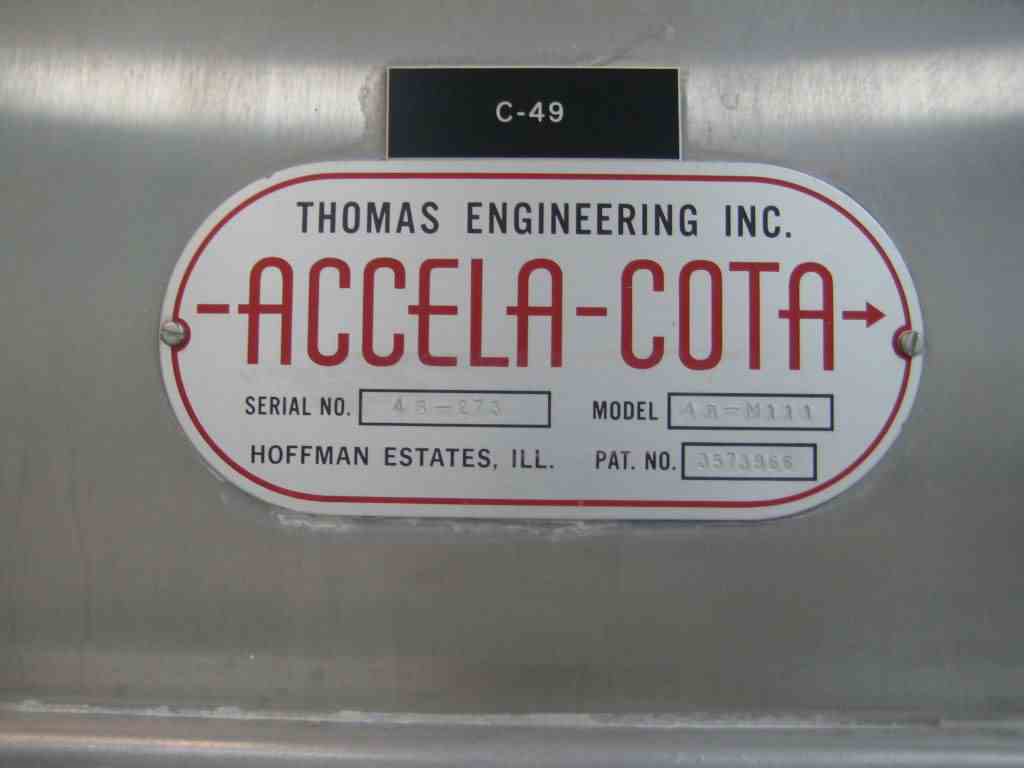 C-49
THOMAS ENGINEERING INC.
ACCELA-COTA
SERIAL NO. 48-273 MODEL
HOFFMAN ESTATES, ILL. PAT. NO. 3573966